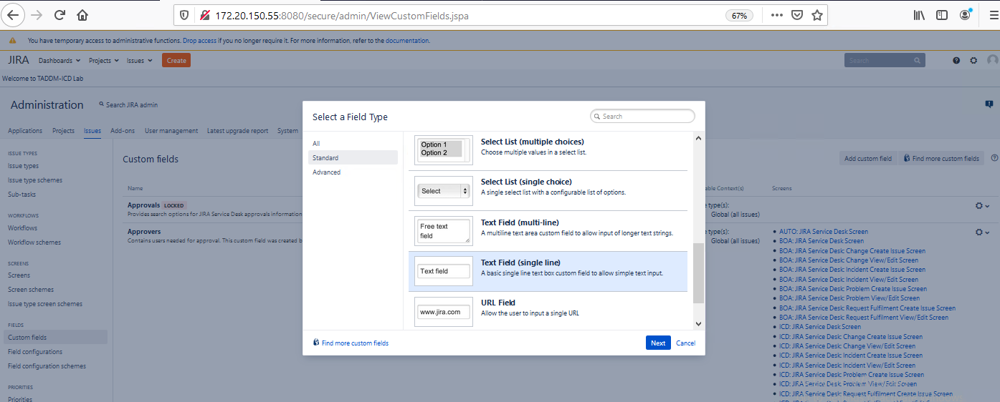 172.20.150.55:8080/secure/admin/ViewCustomFields.jspa
67%
You have temporary access to administrative functions. Drop access if you no longer require it. For more information, refer to the documentation.
JIRA Dashboards Projects Issues Create Search
Welcome to TADDM-ICD Lab
Administration Search JIRA admin
Applications Projects Issues Add-ons User management Latest upgrade report System
ISSUE TYPES
Issue types
Issue type schemes
Sub-tasks
WORKFLOWS
Workflows
Workflow schemes
SCREENS
Screens
Screen schemes
Issue type screen schemes
FIELDS
Custom fields
Field configurations
Field configuration schemes
PRIORITIES
Priorities
Custom fields
Add custom field Find more custom fields
Name
Approvals LOCKED
Provides search options for JIRA Service Desk approvals information
Approvers
Contains users needed for approval. This custom field was created b
Select a Field Type
Search
All
Standard
Advanced
Option 1
Option 2
Select List (multiple choices)
Choose multiple values in a select list.
Select
Select List (single choice)
A single select list with a configurable list of options.
Free text
field
Text Field (multi-line)
A multiline text area custom field to allow input of longer text strings.
Text field
Text Field (single line)
A basic single line text box custom field to allow simple text input.
www.jira.com
URL Field
Allow the user to input a single URL
Find more custom fields
Next Cancel
able Context(s) Screens
e type(s):
Global (all issues)
e type(s):
Global (all issues)
AUTO: JIRA Service Desk Screen
BOA: JIRA Service Desk Screen
BOA: JIRA Service Desk: Change Create Issue Screen
BOA: JIRA Service Desk: Change View/Edit Screen
BOA: JIRA Service Desk: Incident Create Issue Screen
BOA: JIRA Service Desk: Incident View/Edit Screen
BOA: JIRA Service Desk: Problem Create Issue Screen
BOA: JIRA Service Desk: Problem View/Edit Screen
BOA: JIRA Service Desk: Request Fulfilment Create Issue Screen
BOA: JIRA Service Desk: Request Fulfilment View/Edit Screen
ICD: JIRA Service Desk Screen
ICD: JIRA Service Desk: Change Create Issue Screen
ICD: JIRA Service Desk: Change View/Edit Screen
ICD: JIRA Service Desk: Incident Create Issue Screen
ICD: JIRA Service Desk: Incident View/Edit Screen
ICD: JIRA Service Desk: Problem Create Issue Screen
ICD: JIRA Service Desk: Problem View/Edit Screen
ICD: JIRA Service Desk: Request Fulfilment Create Issue Screen